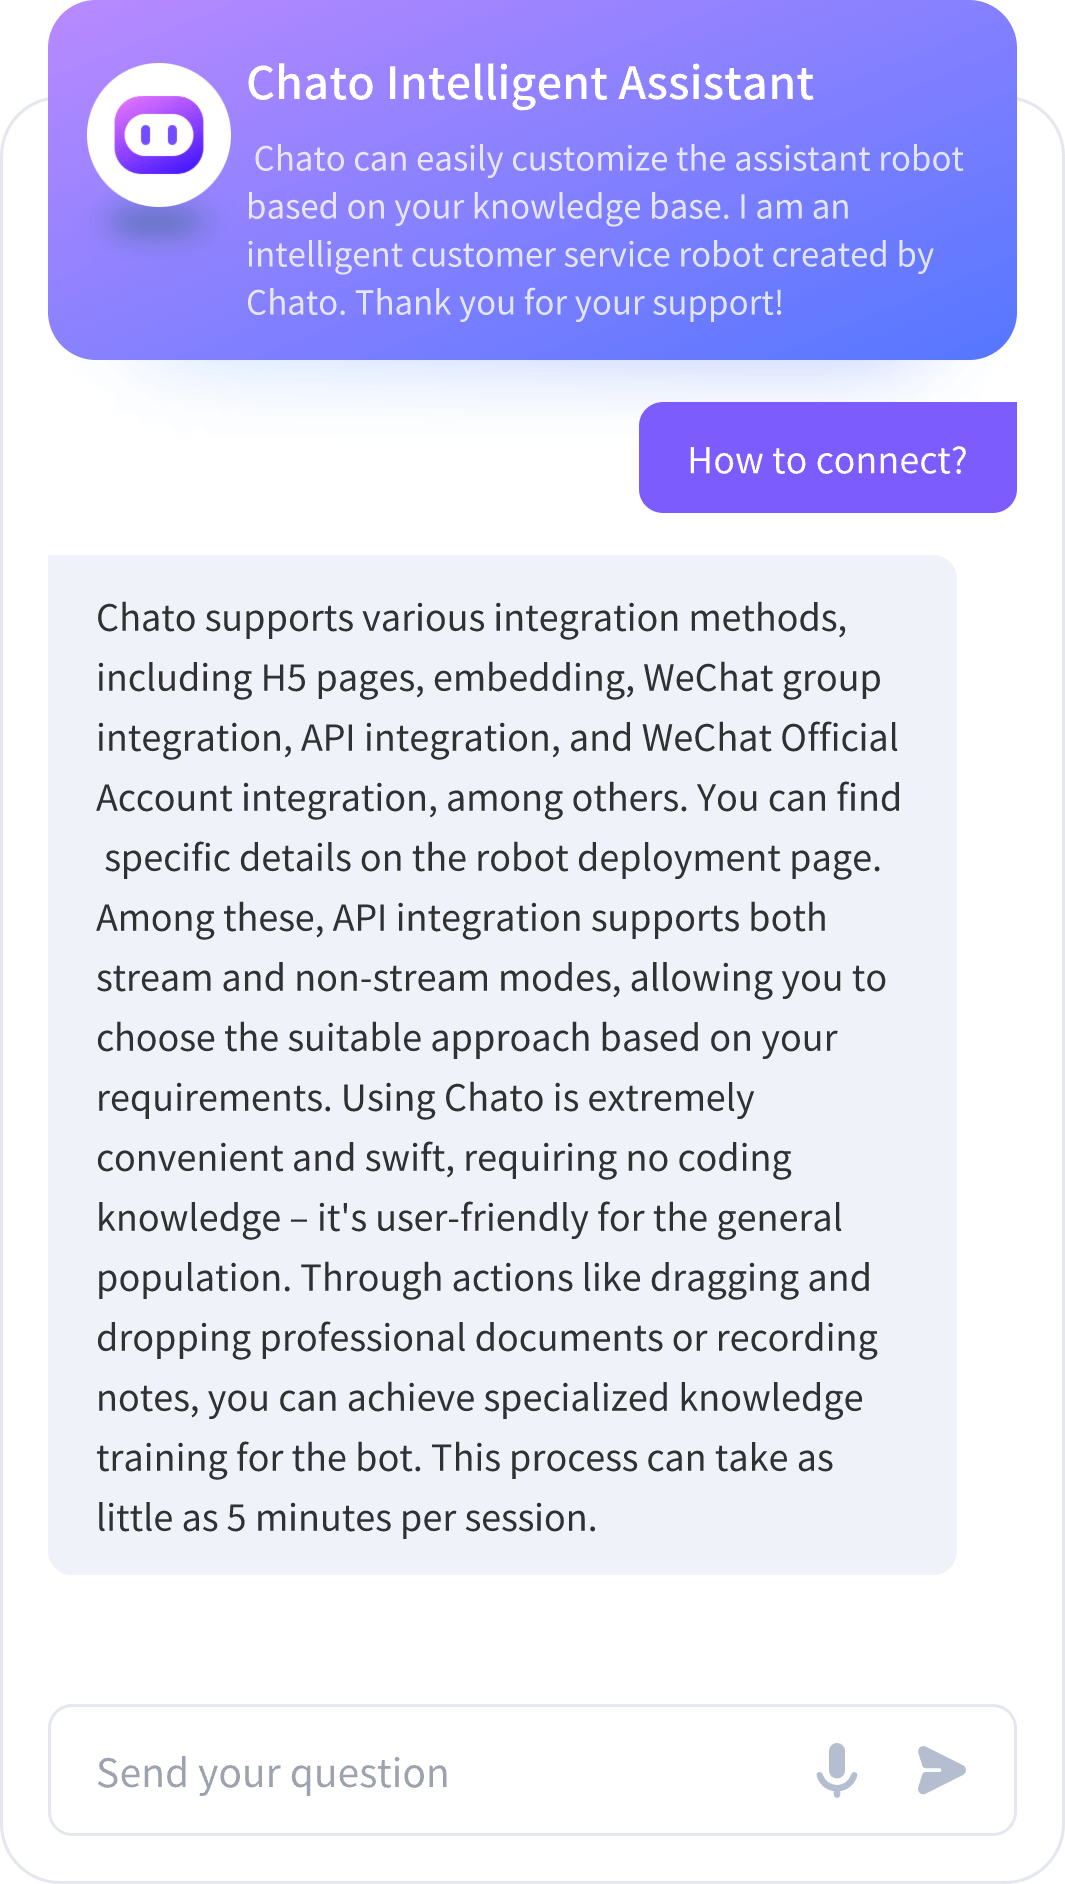 Chato Intelligent Assistant
Chato can easily customize the assistant robot
based on your knowledge base. I am an
intelligent customer service robot created by
Chato. Thank you for your support!
How to connect?
Chato supports various integration methods,
including H5 pages, embedding, WeChat group
integration, API integration, and WeChat Official
Account integration, among others. You can find
specific details on the robot deployment page.
Among these, API integration supports both
stream and non-stream modes, allowing you to
choose the suitable approach based on your
requirements. Using Chato is extremely
convenient and swift, requiring no coding
knowledge – it's user-friendly for the general
population. Through actions like dragging and
dropping professional documents or recording
notes, you can achieve specialized knowledge
training for the bot. This process can take as
little as 5 minutes per session.
Send your question